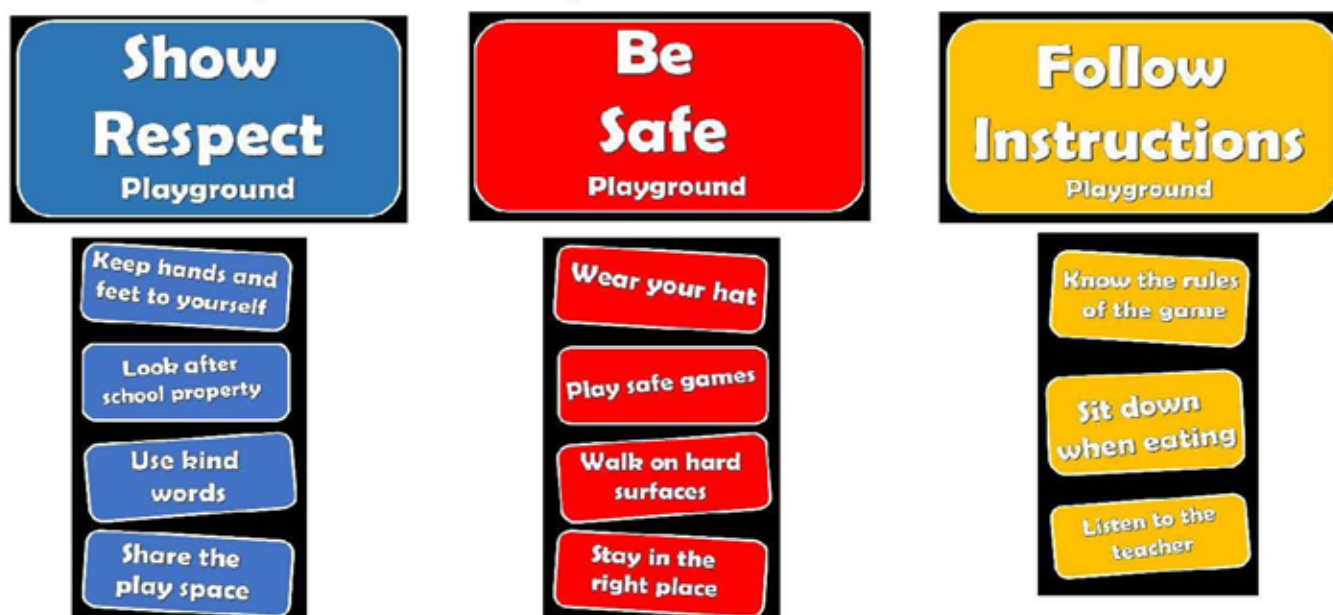 Show
Respect
Playground
Keep hands and
feet to yourself
Look after
school property
Use kind
words
Share the
play space
Be
Safe
Playground
Wear your hat
Play safe games
Walk on hard
surfaces
Stay in the
right place
Follow
Instructions
Playground
Know the rules
of the game
Sit down
when eating
Listen to the
teacher